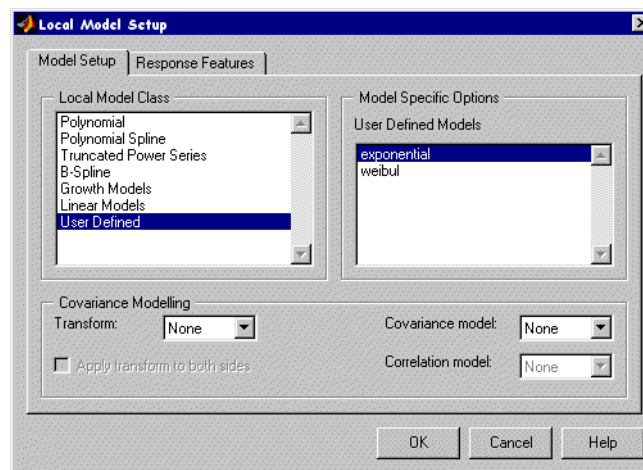 Local Model Setup
Model Setup
Response Features
Local Model Class
Polynomial
Polynomial Spline
Truncated Power Series
B-Spline
Growth Models
Linear Models
User Defined
Model Specific Options
User Defined Models
exponential
weibul
Covariance Modelling
Transform: None
Apply transform to both sides
Covariance model: None
Correlation model: None
OK
Cancel
Help